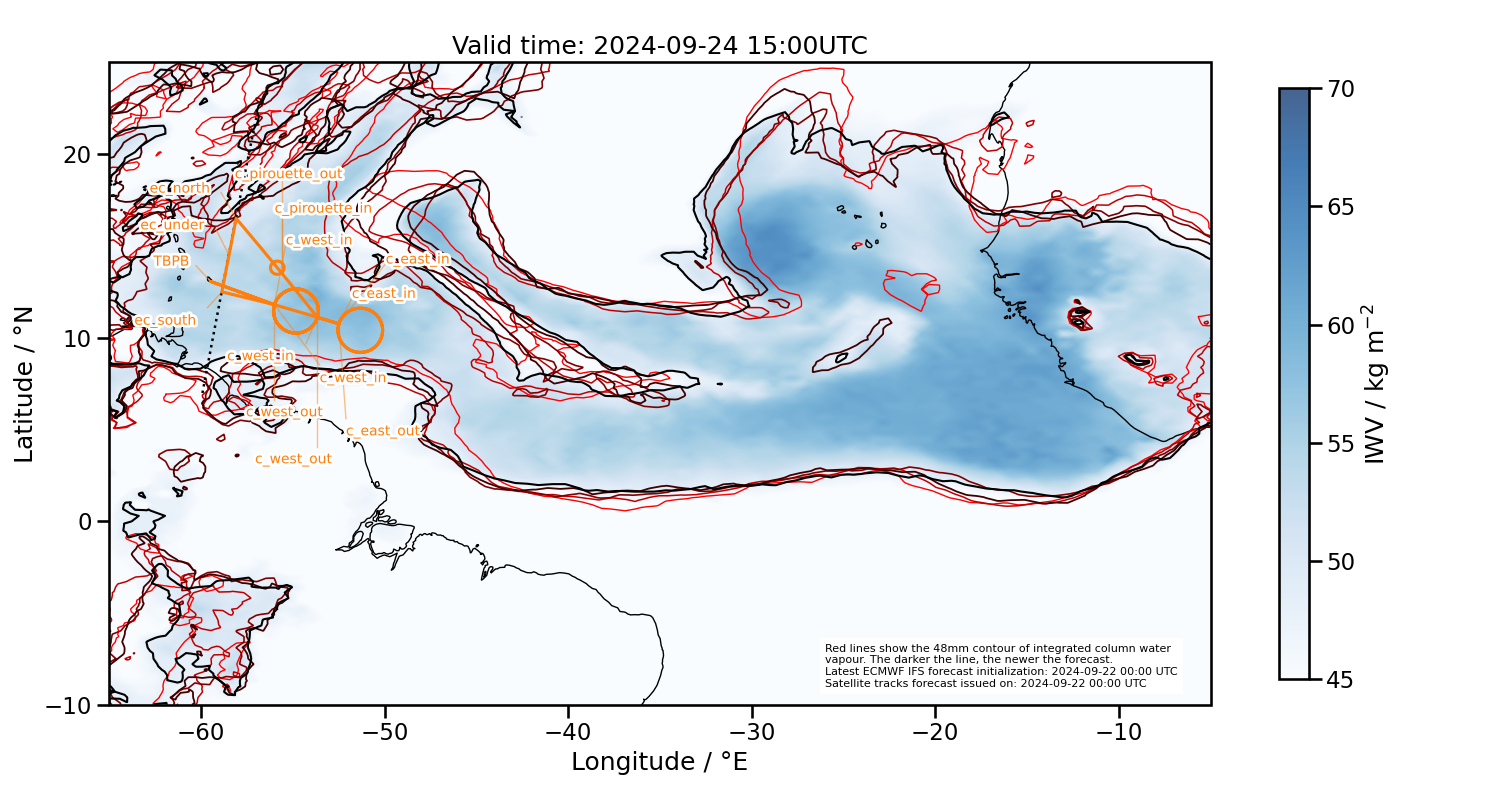 Valid time: 2024-09-24 15:00UTC
Latitude / °N
20
10
0
−10
−60
−50
−40
−30
−20
−10
Longitude / °E
c_pirouette_out
ec_north
c_pirouette_in
ec_under
c_west_in
TBPB
c_east_in
c_east_in
ec_south
c_west_in
c_west_in
c_west_out
c_east_out
c_west_out
Red lines show the 48mm contour of integrated column water
vapour. The darker the line, the newer the forecast.
Latest ECMWF IFS forecast initialization: 2024-09-22 00:00 UTC
Satellite tracks forecast issued on: 2024-09-22 00:00 UTC
70
65
60
55
50
45
IWV / kg m⁻²